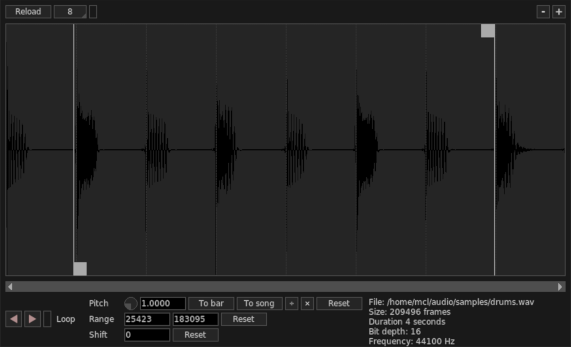 Reload 8 - +
Pitch 1.0000 To bar To song ÷ × Reset
Loop Range 25423 183095 Reset
Shift 0 Reset
File: /home/mcl/audio/samples/drums.wav
Size: 209496 frames
Duration 4 seconds
Bit depth: 16
Frequency: 44100 Hz